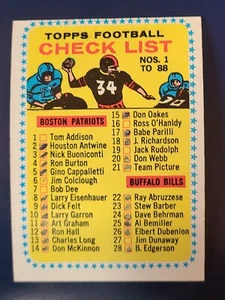 TOPPS FOOTBALL
CHECK LIST
NOS. 1
TO 88
34
BOSTON PATRIOTS
1 Tom Addison
2 Houston Antwine
3 Nick Buoniconti
4 Ron Burton
5 Gino Cappalletti
6 Jim Colclough
7 Bob Dee
8 Larry Eisenhauer
9 Dick Felt
10 Larry Garron
11 Art Graham
12 Ron Hall
13 Charles Long
14 Don McKinnon
15 Don Oakes
16 Ross O'Hanldy
17 Babe Parilli
18 J. Richardson
19 Jack Rudolph
20 Don Webb
21 Team Picture
BUFFALO BILLS
22 Ray Abruzzese
23 Stew Barber
24 Dave Behrman
25 Al Bemiller
26 Elbert Dubenion
27 Jim Dunaway
28 B. Edgerson